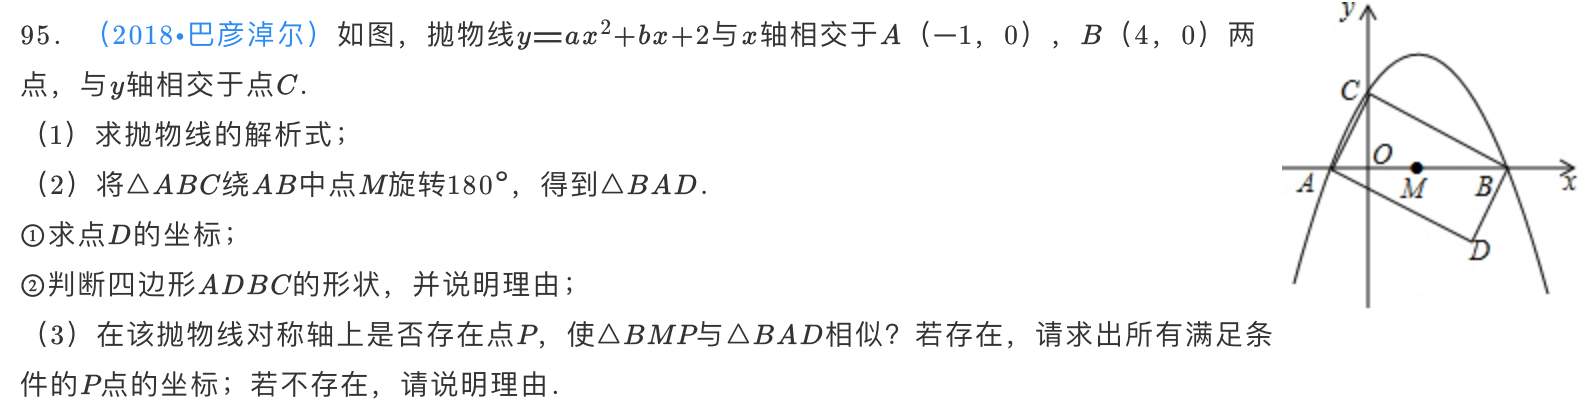 95. （2018•巴彦淖尔）如图，抛物线y=ax²+bx+2与x轴相交于A（−1，0），B（4，0）两
点，与y轴相交于点C.
（1）求抛物线的解析式；
（2）将△ABC绕AB中点M旋转180°，得到△BAD.
①求点D的坐标；
②判断四边形ADBC的形状，并说明理由；
（3）在该抛物线对称轴上是否存在点P，使△BMP与△BAD相似？若存在，请求出所有满足条
件的P点的坐标；若不存在，请说明理由.
y
C
O
A
M
B
x
D